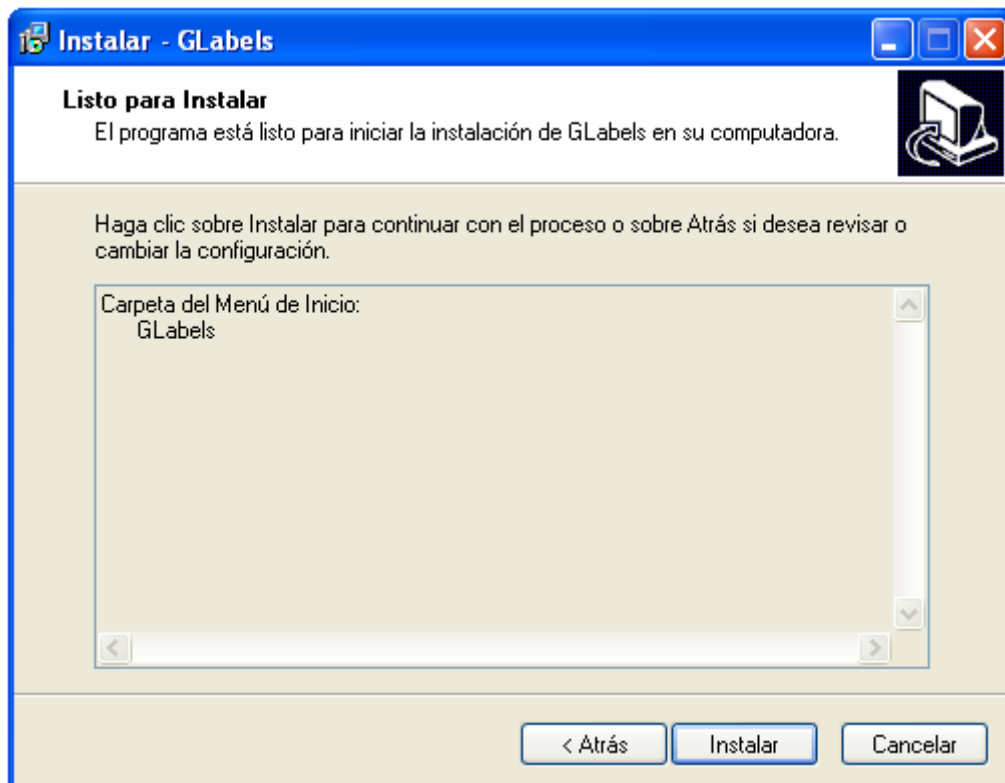 Instalar - GLabels
Listo para Instalar
El programa está listo para iniciar la instalación de GLabels en su computadora.
Haga clic sobre Instalar para continuar con el proceso o sobre Atrás si desea revisar o
cambiar la configuración.
Carpeta del Menú de Inicio:
GLabels
< Atrás
Instalar
Cancelar